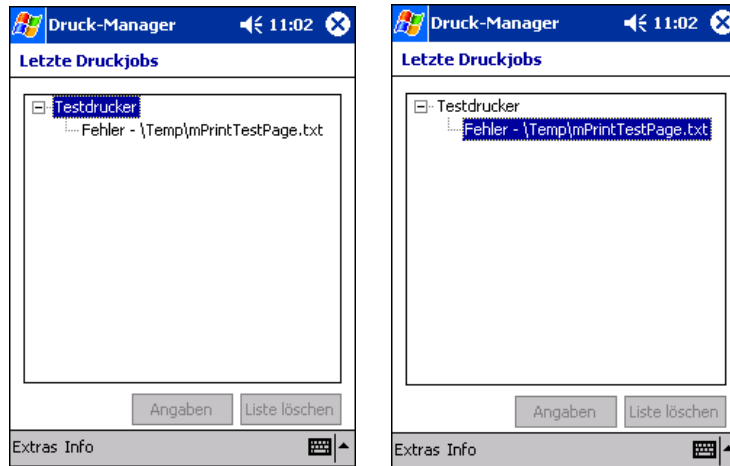 Druck-Manager 11:02
Letzte Druckjobs
Testdrucker
Fehler - \Temp\mPrintTestPage.txt
Angaben Liste löschen
Extras Info
Druck-Manager 11:02
Letzte Druckjobs
Testdrucker
Fehler - \Temp\mPrintTestPage.txt
Angaben Liste löschen
Extras Info